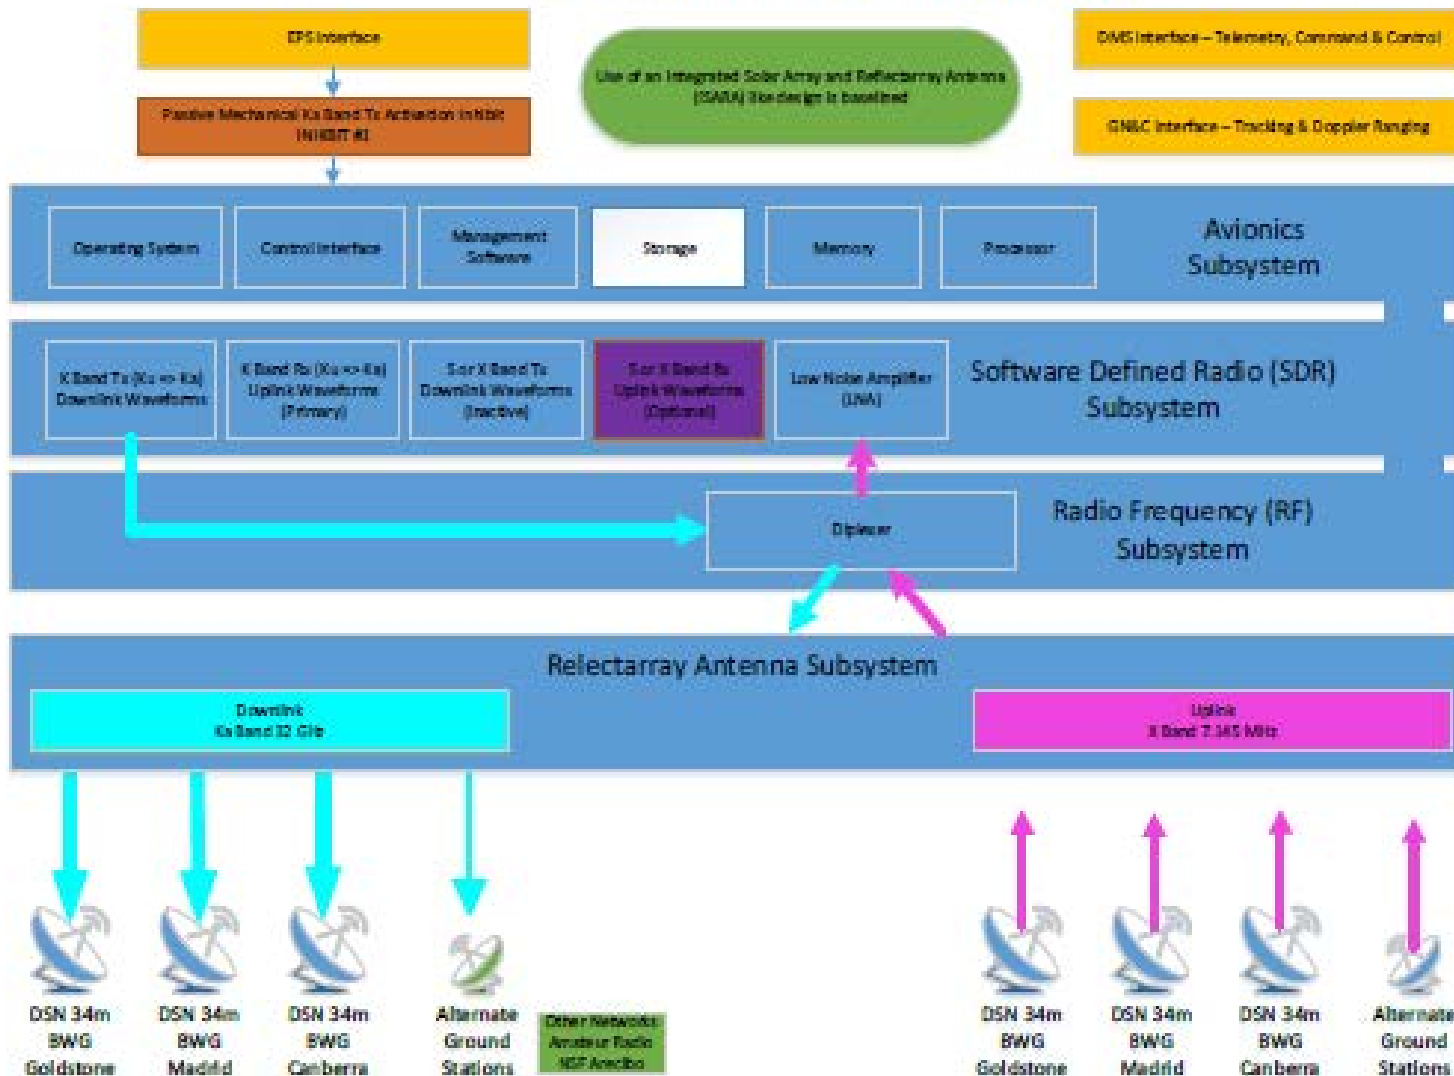 EPS Interface
Passive Mechanical Ka Band Tx Activation Inhibit
INHIBIT #1
Use of an Integrated Solar Array and Reflectarray Antenna
(ISARA) like design is baselined
DMS Interface – Telemetry, Command & Control
GN&C Interface – Tracking & Doppler Ranging
Operating System
Control Interface
Management
Software
Storage
Memory
Processor
Avionics
Subsystem
K Band Tx (Ku => Ka)
Downlink Waveforms
K Band Rx (Ku => Ka)
Uplink Waveforms
(Primary)
S or X Band Tx
Downlink Waveforms
(Inactive)
S or X Band Rx
Uplink Waveforms
(Optional)
Low Noise Amplifier
(LNA)
Software Defined Radio (SDR)
Subsystem
Diplexer
Radio Frequency (RF)
Subsystem
Relectarray Antenna Subsystem
Downlink
Ka Band 32 GHz
Uplink
X Band 7.145 MHz
DSN 34m
BWG
Goldstone
DSN 34m
BWG
Madrid
DSN 34m
BWG
Canberra
Alternate
Ground
Stations
Other Networks
Amateur Radio
NSF Arecibo
DSN 34m
BWG
Goldstone
DSN 34m
BWG
Madrid
DSN 34m
BWG
Canberra
Alternate
Ground
Stations